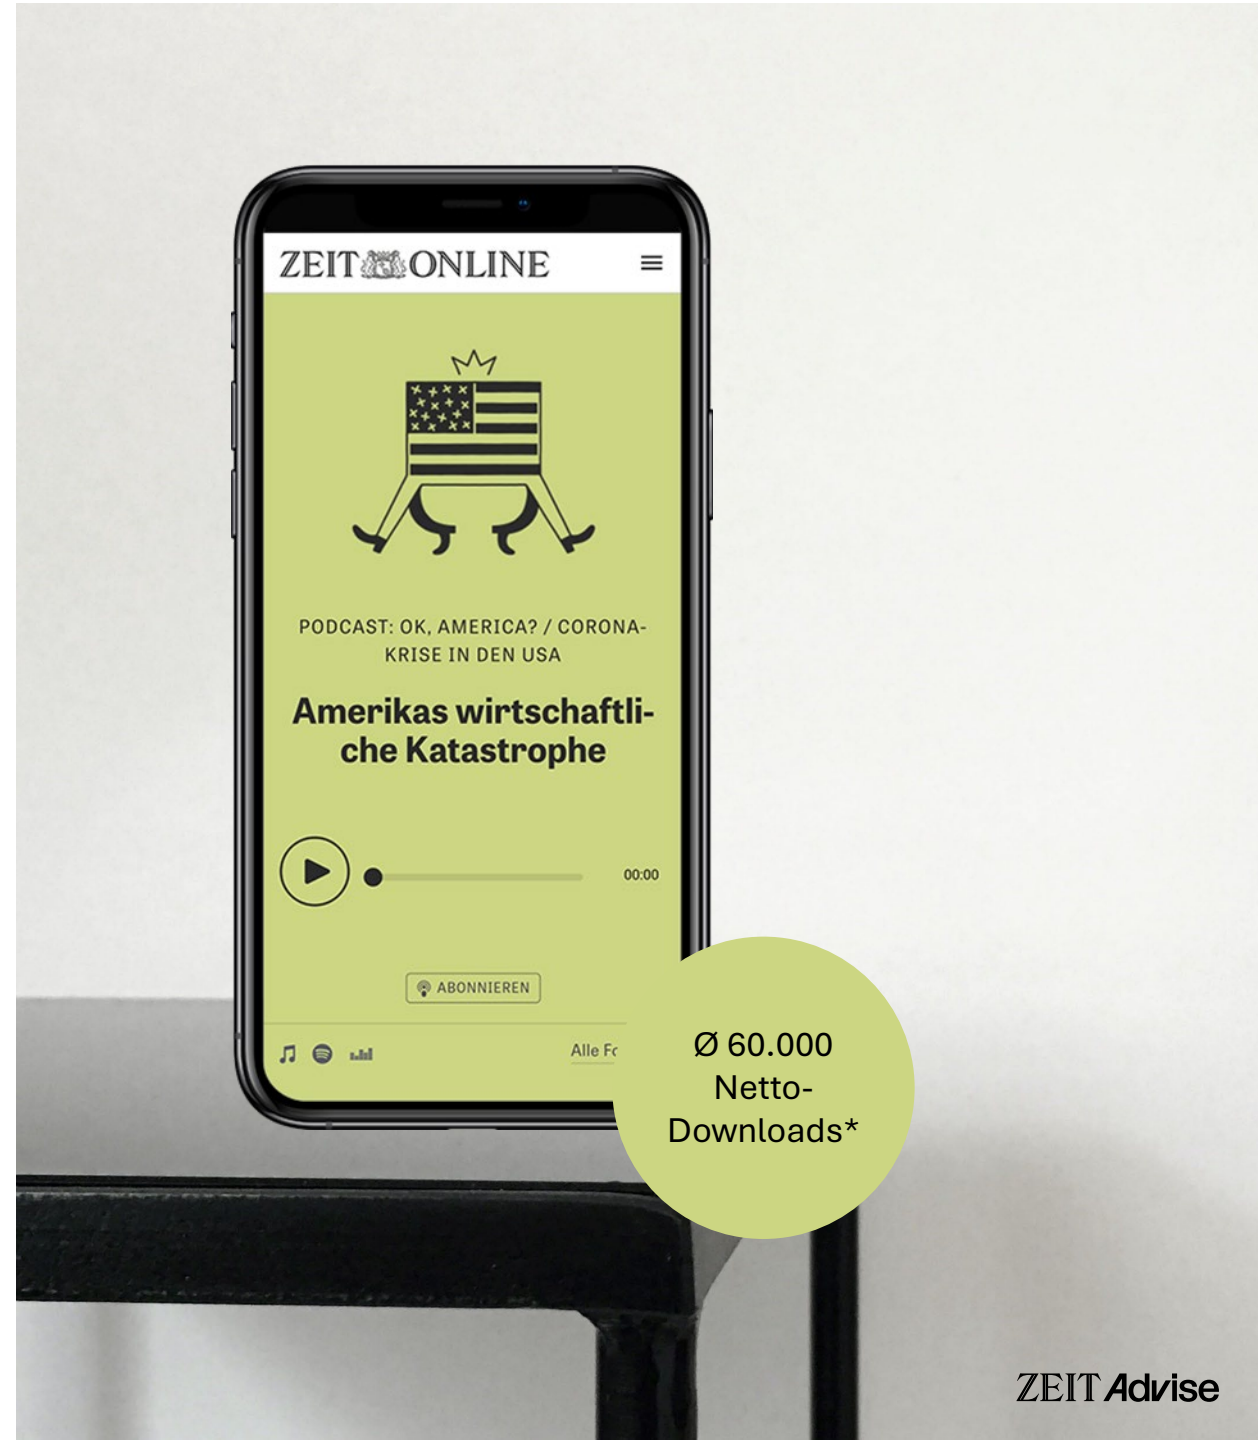 ZEIT ONLINE
PODCAST: OK, AMERICA? / CORONA-
KRISE IN DEN USA
Amerikas wirtschaftli-
che Katastrophe
00:00
ABONNIEREN
Alle
Ø 60.000
Netto-
Downloads*
ZEIT Advise